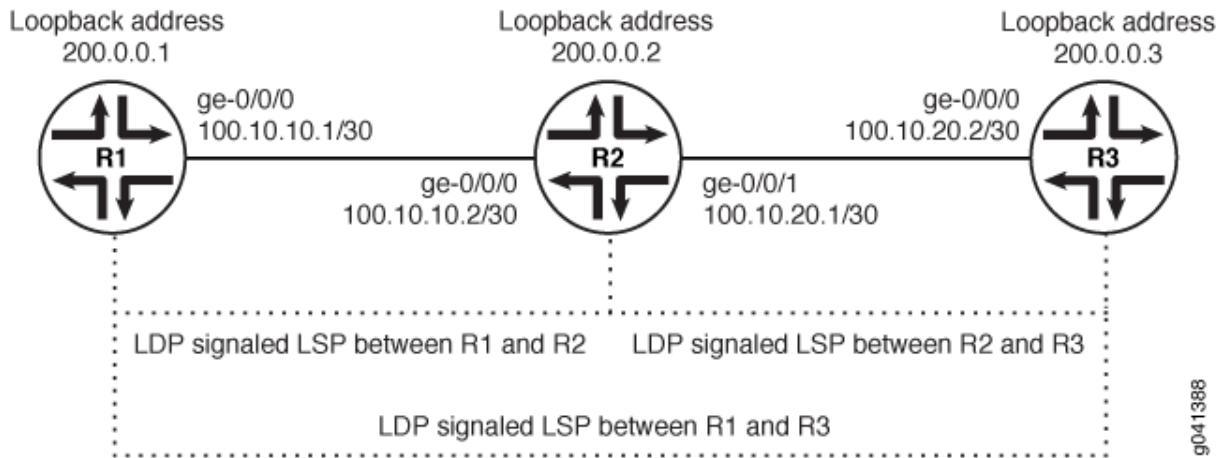 Loopback address
200.0.0.1
Loopback address
200.0.0.2
Loopback address
200.0.0.3
ge-0/0/0
100.10.10.1/30
ge-0/0/0
100.10.20.2/30
R1
R2
R3
ge-0/0/0
100.10.10.2/30
ge-0/0/1
100.10.20.1/30
LDP signaled LSP between R1 and R2
LDP signaled LSP between R2 and R3
LDP signaled LSP between R1 and R3
g041388